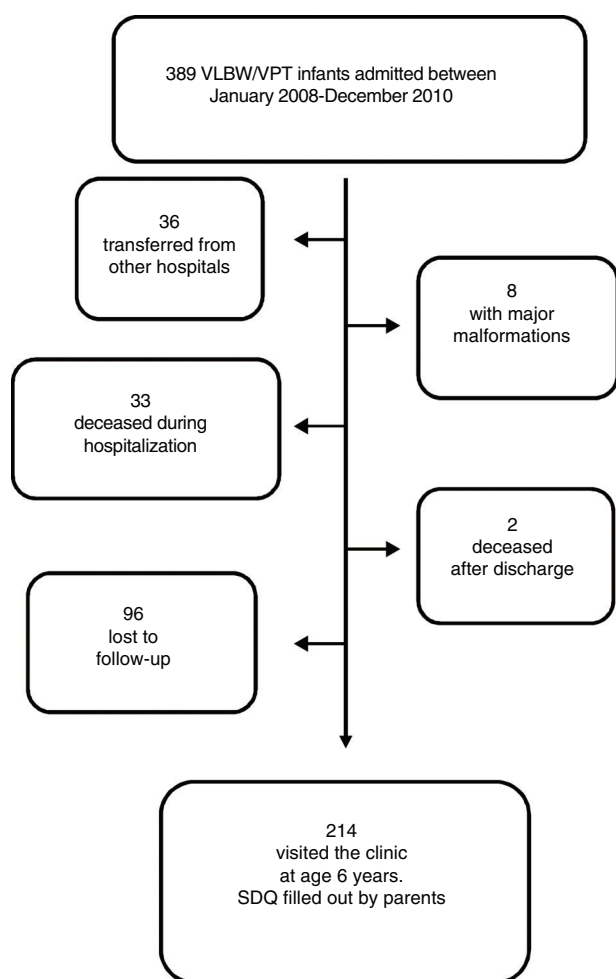 389 VLBW/VPT infants admitted between
January 2008-December 2010
36
transferred from
other hospitals
8
with major
malformations
33
deceased during
hospitalization
2
deceased
after discharge
96
lost to
follow-up
214
visited the clinic
at age 6 years.
SDQ filled out by parents